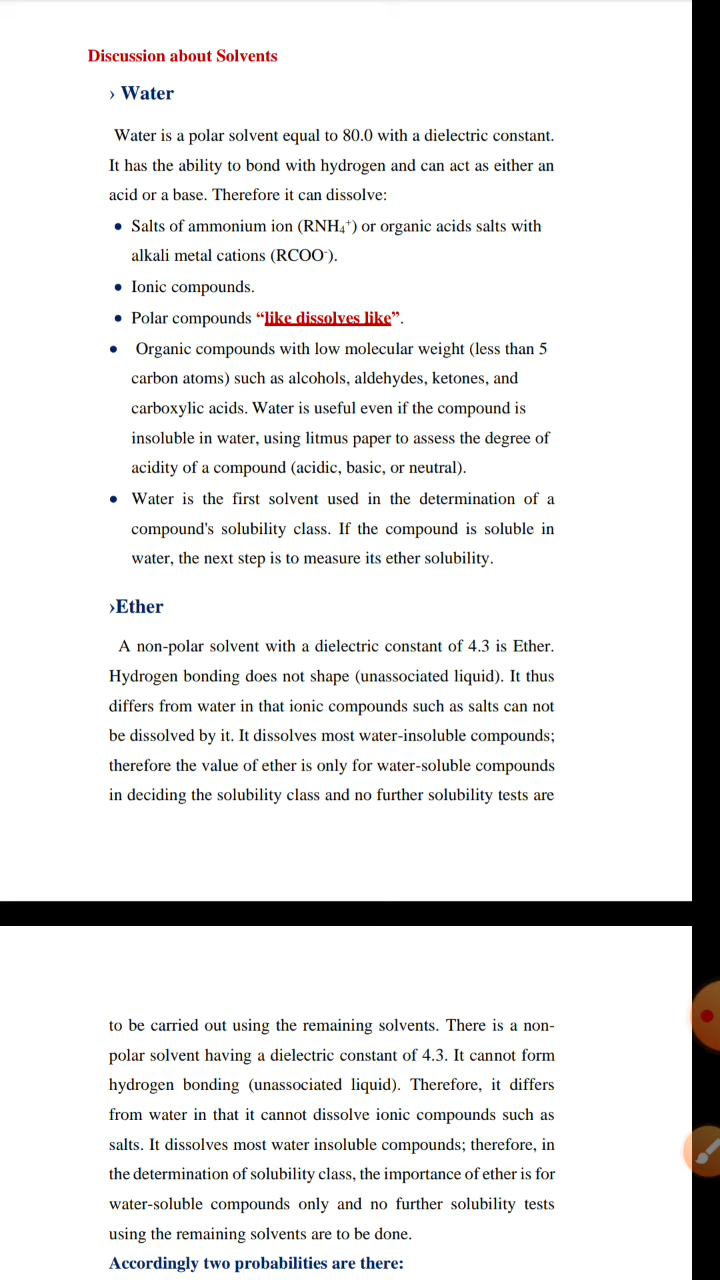 Discussion about Solvents
› Water
Water is a polar solvent equal to 80.0 with a dielectric constant.
It has the ability to bond with hydrogen and can act as either an
acid or a base. Therefore it can dissolve:
• Salts of ammonium ion (RNH₄⁺) or organic acids salts with
alkali metal cations (RCOO⁻).
• Ionic compounds.
• Polar compounds “like dissolves like”.
• Organic compounds with low molecular weight (less than 5
carbon atoms) such as alcohols, aldehydes, ketones, and
carboxylic acids. Water is useful even if the compound is
insoluble in water, using litmus paper to assess the degree of
acidity of a compound (acidic, basic, or neutral).
• Water is the first solvent used in the determination of a
compound's solubility class. If the compound is soluble in
water, the next step is to measure its ether solubility.
›Ether
A non-polar solvent with a dielectric constant of 4.3 is Ether.
Hydrogen bonding does not shape (unassociated liquid). It thus
differs from water in that ionic compounds such as salts can not
be dissolved by it. It dissolves most water-insoluble compounds;
therefore the value of ether is only for water-soluble compounds
in deciding the solubility class and no further solubility tests are
to be carried out using the remaining solvents. There is a non-
polar solvent having a dielectric constant of 4.3. It cannot form
hydrogen bonding (unassociated liquid). Therefore, it differs
from water in that it cannot dissolve ionic compounds such as
salts. It dissolves most water insoluble compounds; therefore, in
the determination of solubility class, the importance of ether is for
water-soluble compounds only and no further solubility tests
using the remaining solvents are to be done.
Accordingly two probabilities are there: